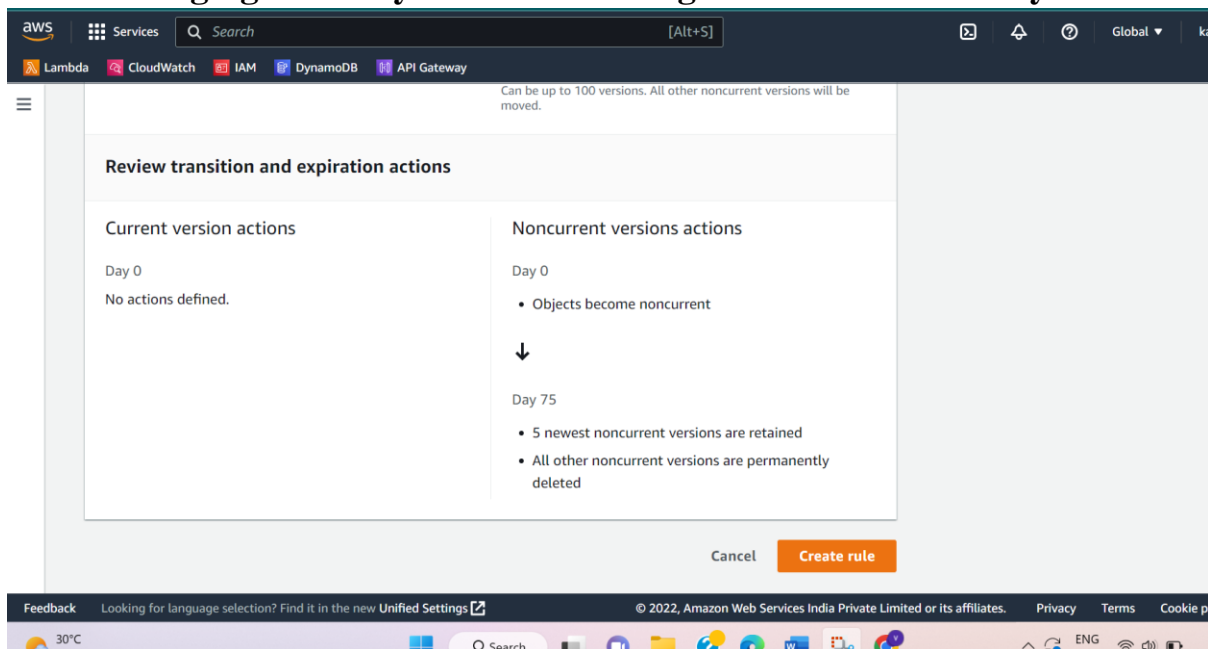 aws
Services
Search
[Alt+S]
Global
Lambda
CloudWatch
IAM
DynamoDB
API Gateway
Can be up to 100 versions. All other noncurrent versions will be
moved.
Review transition and expiration actions
Current version actions
Day 0
No actions defined.
Noncurrent versions actions
Day 0
• Objects become noncurrent
Day 75
• 5 newest noncurrent versions are retained
• All other noncurrent versions are permanently
deleted
Cancel
Create rule
Feedback
Looking for language selection? Find it in the new Unified Settings
© 2022, Amazon Web Services India Private Limited or its affiliates.
Privacy
Terms
Cookie p
30°C
Search
ENG